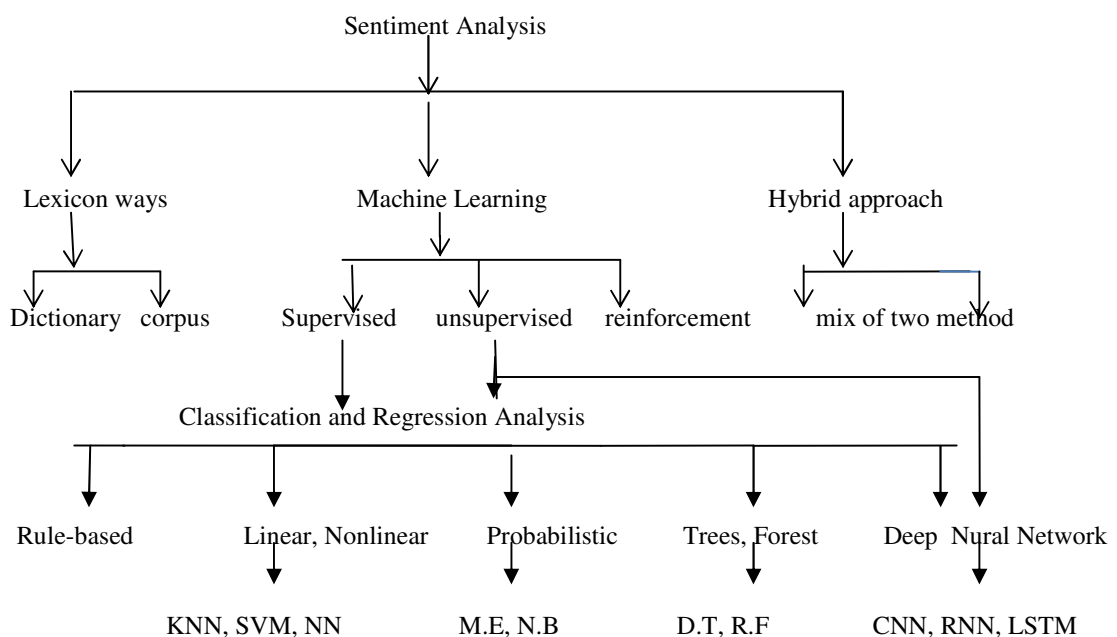 Sentiment Analysis
Lexicon ways Machine Learning Hybrid approach
Dictionary corpus Supervised unsupervised reinforcement mix of two method
Classification and Regression Analysis
Rule-based Linear, Nonlinear Probabilistic Trees, Forest Deep Nural Network
KNN, SVM, NN M.E, N.B D.T, R.F CNN, RNN, LSTM